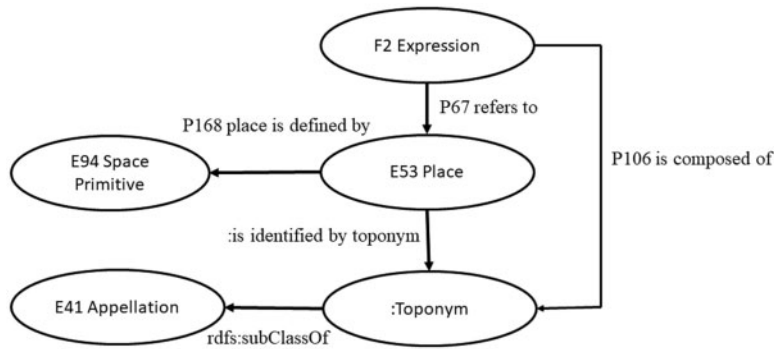 F2 Expression
P67 refers to
P168 place is defined by
P106 is composed of
E94 Space
Primitive
E53 Place
:is identified by toponym
E41 Appellation
:Toponym
rdfs:subClassOf